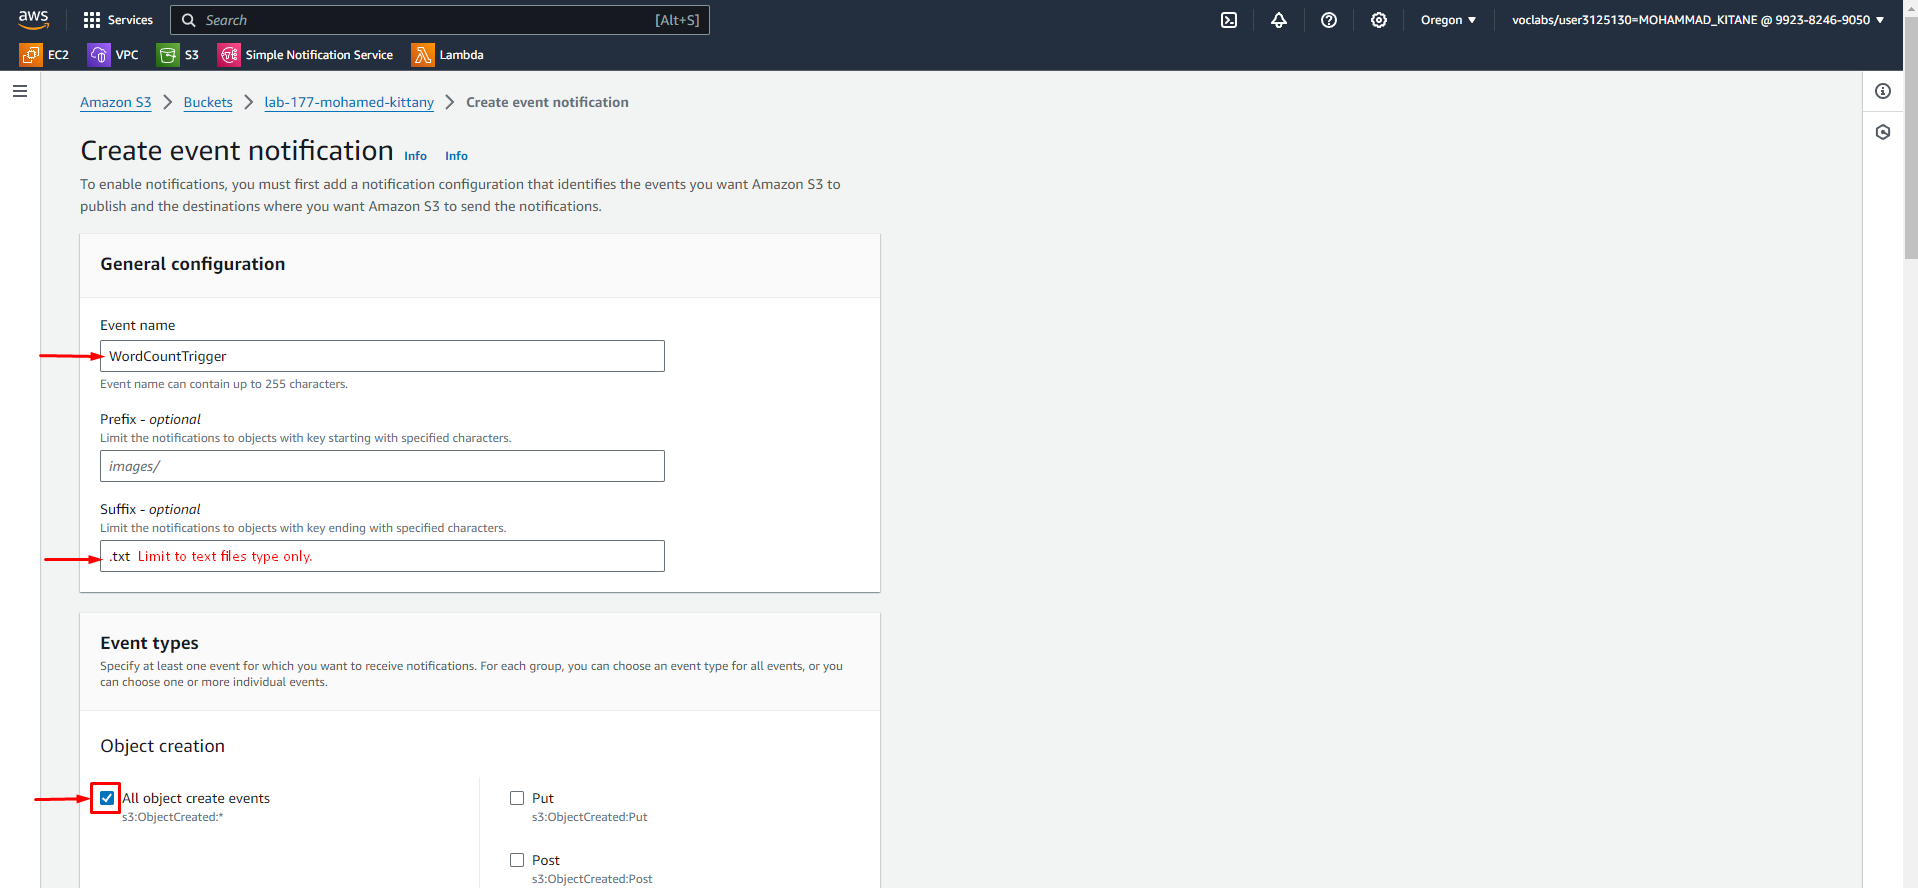 aws
Services
Search
[Alt+S]
Oregon
voclabs/user3125130=MOHAMMAD_KITANE @ 9923-8246-9050
EC2
VPC
S3
Simple Notification Service
Lambda
Amazon S3 > Buckets > lab-177-mohamed-kittany > Create event notification
Create event notification Info Info
To enable notifications, you must first add a notification configuration that identifies the events you want Amazon S3 to
publish and the destinations where you want Amazon S3 to send the notifications.
General configuration
Event name
WordCountTrigger
Event name can contain up to 255 characters.
Prefix - optional
Limit the notifications to objects with key starting with specified characters.
images/
Suffix - optional
Limit the notifications to objects with key ending with specified characters.
.txt Limit to text files type only.
Event types
Specify at least one event for which you want to receive notifications. For each group, you can choose an event type for all events, or you
can choose one or more individual events.
Object creation
All object create events
s3:ObjectCreated:*
Put
s3:ObjectCreated:Put
Post
s3:ObjectCreated:Post